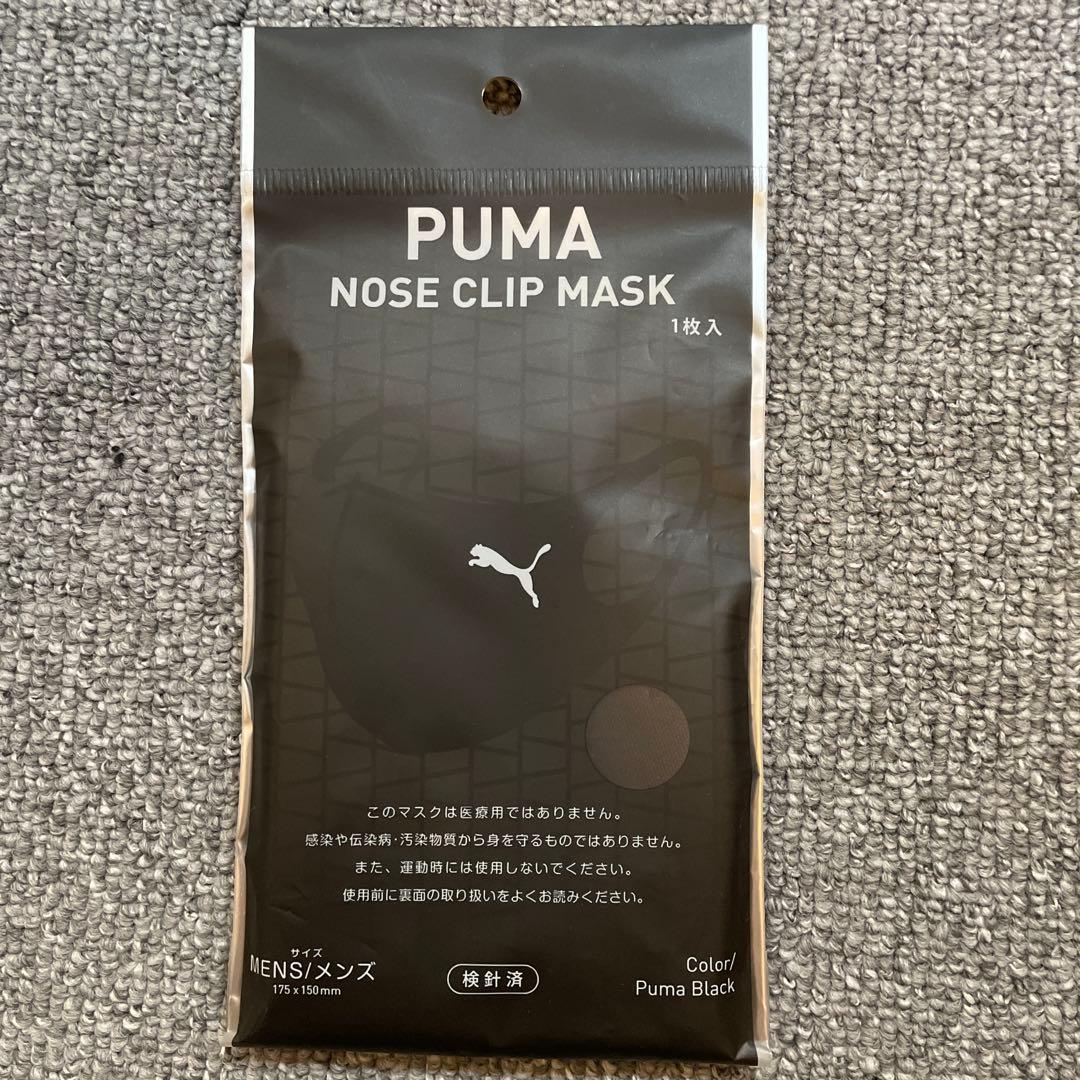 PUMA
NOSE CLIP MASK
1枚入
このマスクは医療用ではありません。
感染や伝染病・汚染物質から身を守るものではありません。
また、運動時には使用しないでください。
使用前に裏面の取り扱いをよくお読みください。
サイズ
MENS/メンズ
175 x 150mm
検針済
Color/
Puma Black